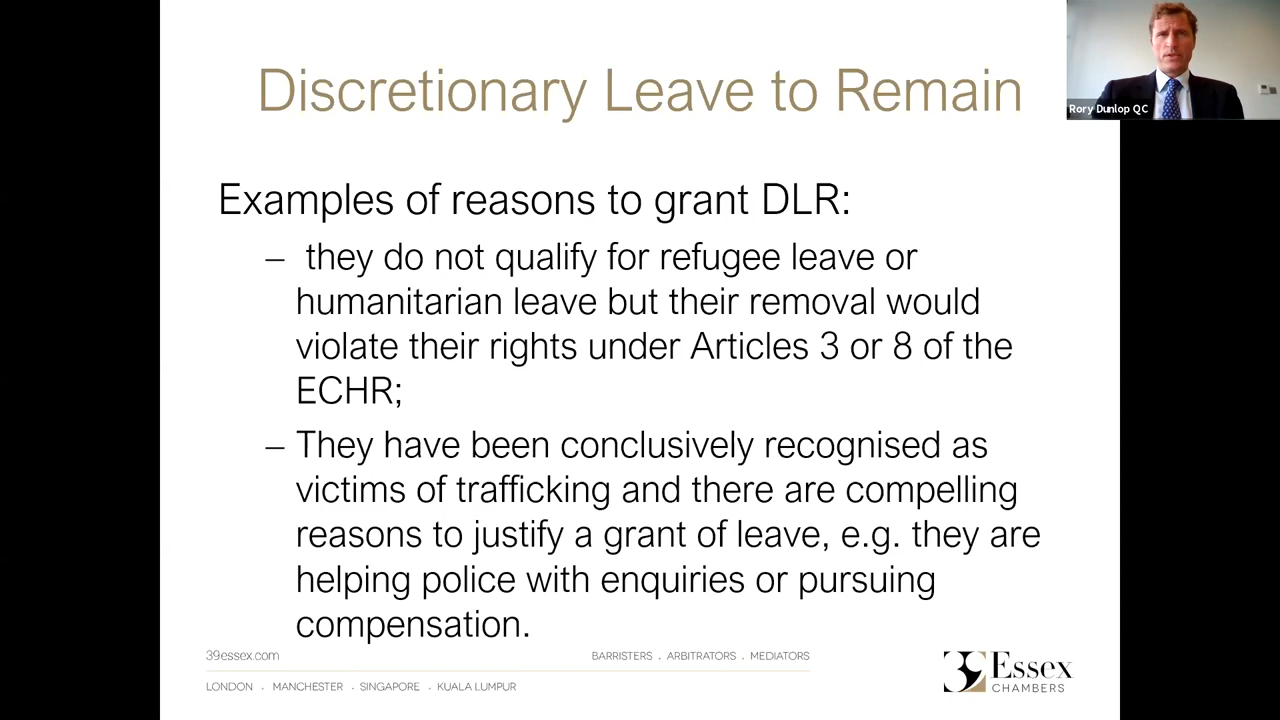 Discretionary Leave to Remain
Rory Dunlop QC
Examples of reasons to grant DLR:
– they do not qualify for refugee leave or
humanitarian leave but their removal would
violate their rights under Articles 3 or 8 of the
ECHR;
– They have been conclusively recognised as
victims of trafficking and there are compelling
reasons to justify a grant of leave, e.g. they are
helping police with enquiries or pursuing
compensation.
39essex.com
BARRISTERS . ARBITRATORS . MEDIATORS
LONDON . MANCHESTER . SINGAPORE . KUALA LUMPUR
39 Essex
CHAMBERS